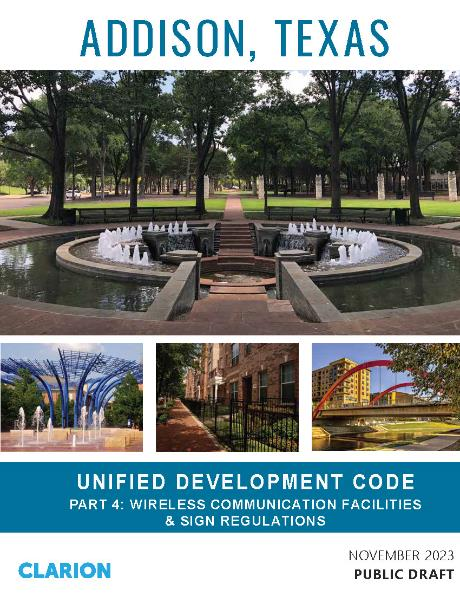 ADDISON, TEXAS
UNIFIED DEVELOPMENT CODE
PART 4: WIRELESS COMMUNICATION FACILITIES
& SIGN REGULATIONS
NOVEMBER 2023
CLARION
PUBLIC DRAFT